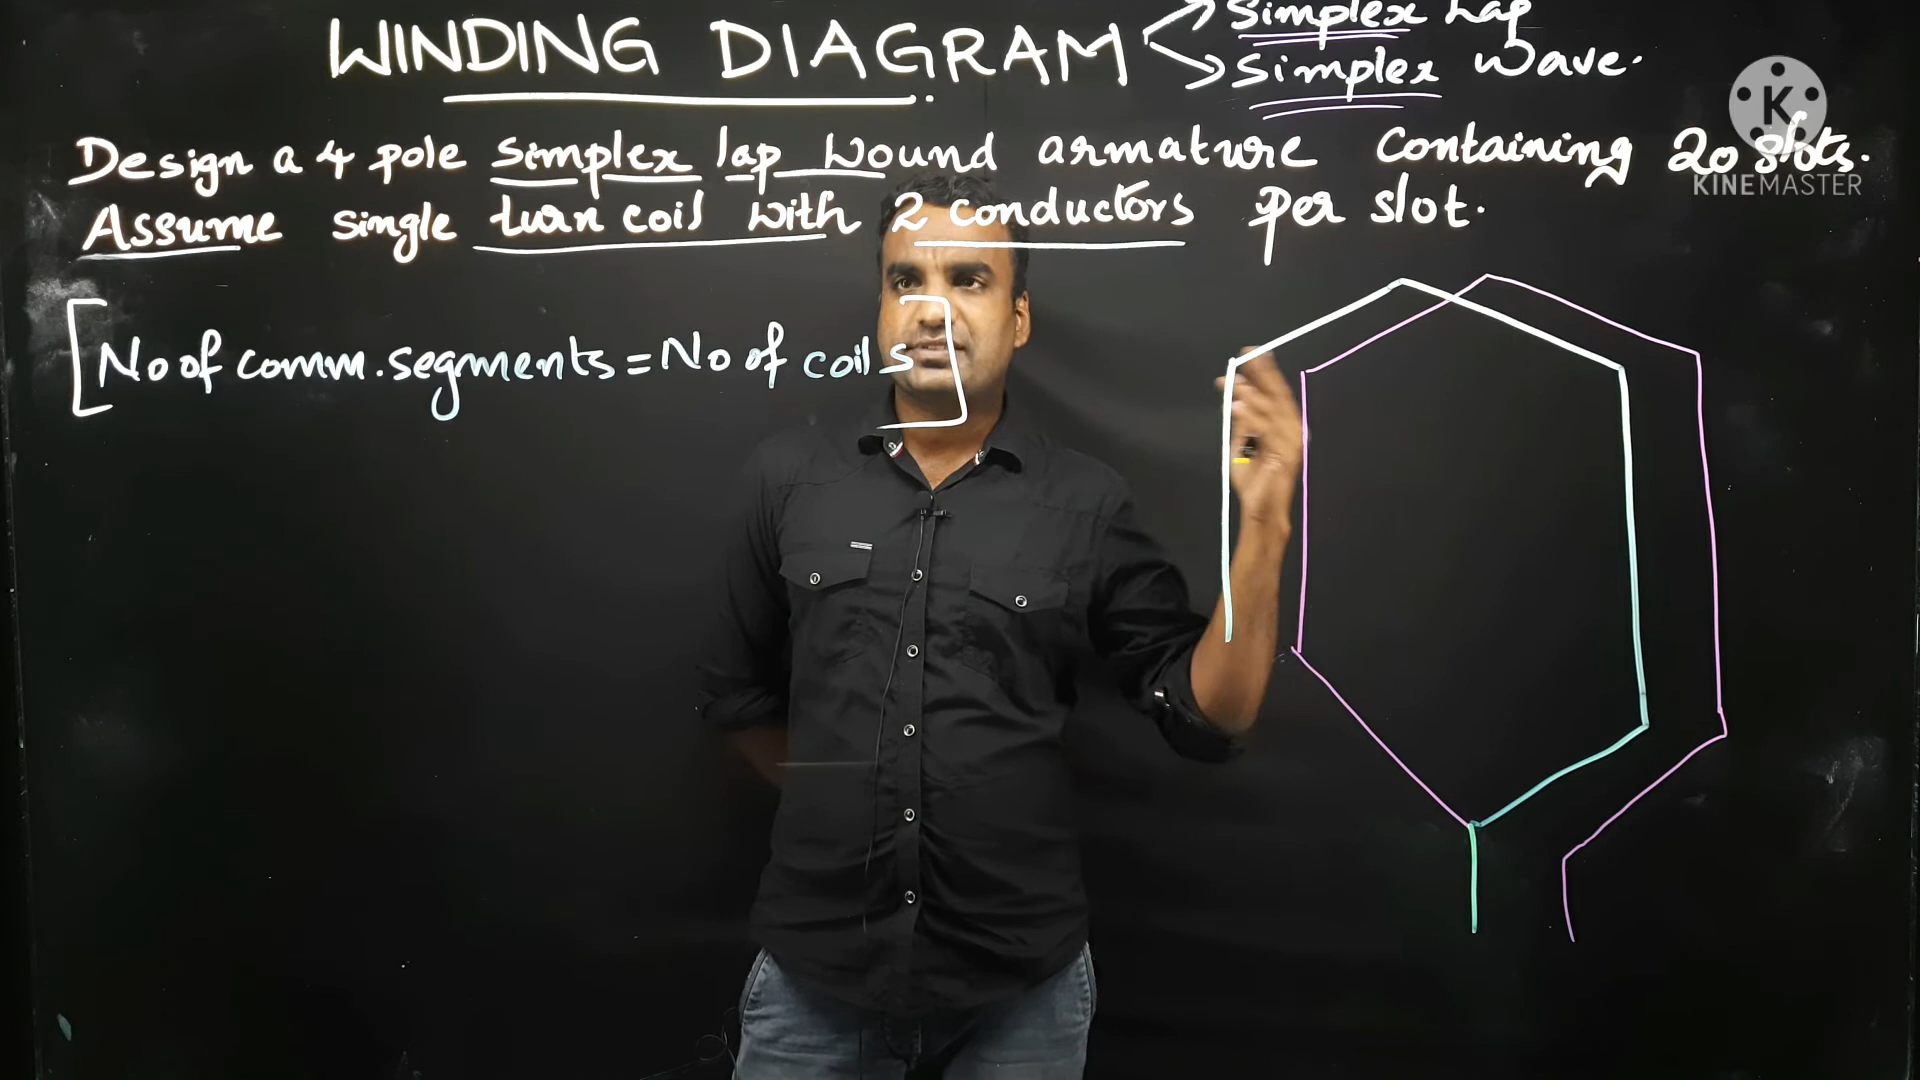 WINDING DIAGRAM
Simplex Lap
Simplex Wave.
Design a 4 pole simplex lap wound armature containing 20 slots.
Assume single turn coil with 2 conductors per slot.
[No of comm. segments = No of coils]
K
KINEMASTER